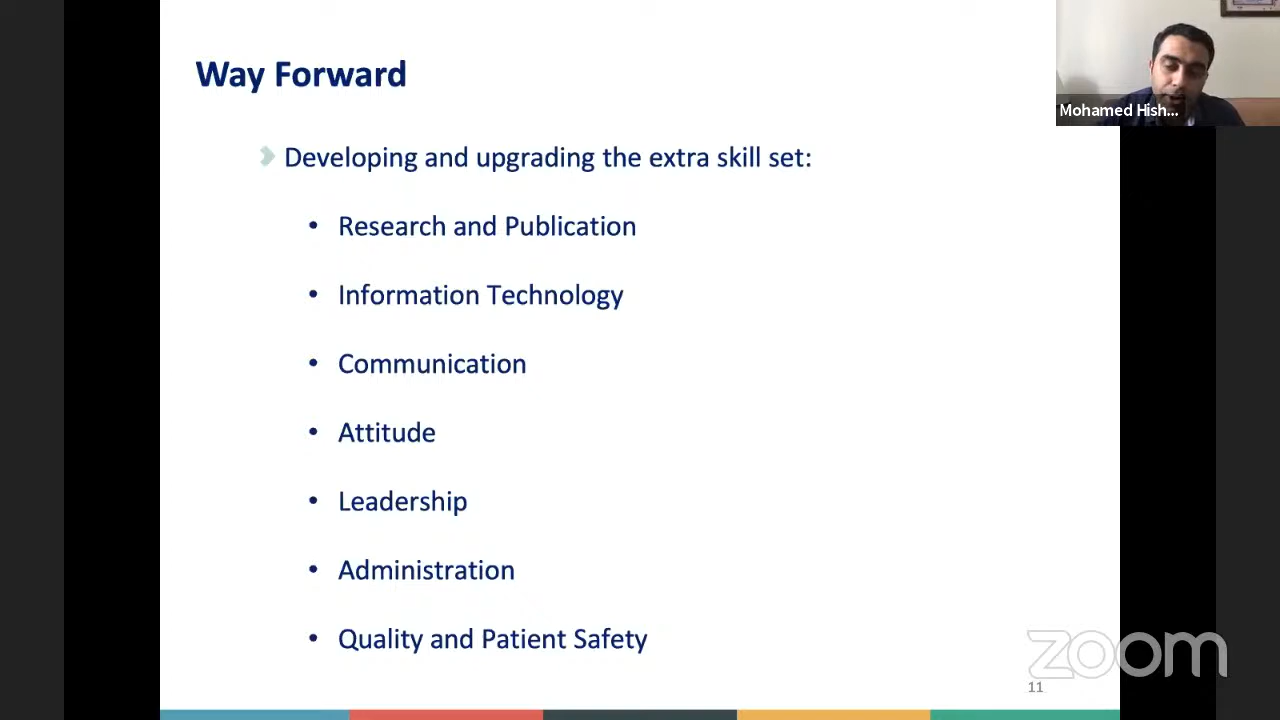 Way Forward
Mohamed Hish...
Developing and upgrading the extra skill set:
• Research and Publication
• Information Technology
• Communication
• Attitude
• Leadership
• Administration
• Quality and Patient Safety
zoom
11